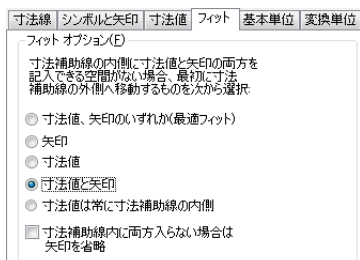 寸法線 シンボルと矢印 寸法値 フィット 基本単位 変換単位
フィット オプション(F)
寸法補助線の内側に寸法値と矢印の両方を
記入できる空間がない場合、最初に寸法
補助線の外側へ移動するものを次から選択:
寸法値、矢印のいずれか(最適フィット)
矢印
寸法値
寸法値と矢印
寸法値は常に寸法補助線の内側
寸法補助線内に両方入らない場合は
矢印を省略